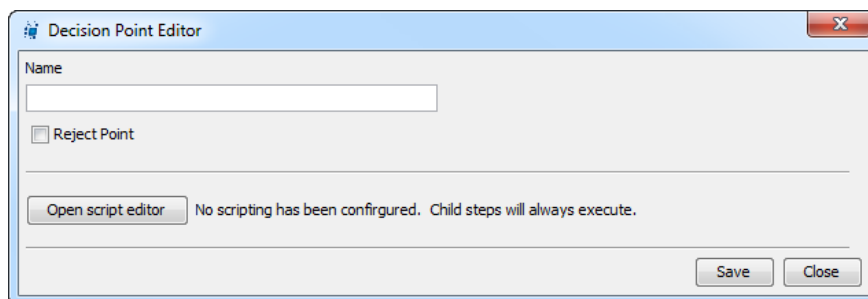 Decision Point Editor
Name
Reject Point
Open script editor No scripting has been confirgured. Child steps will always execute.
Save Close